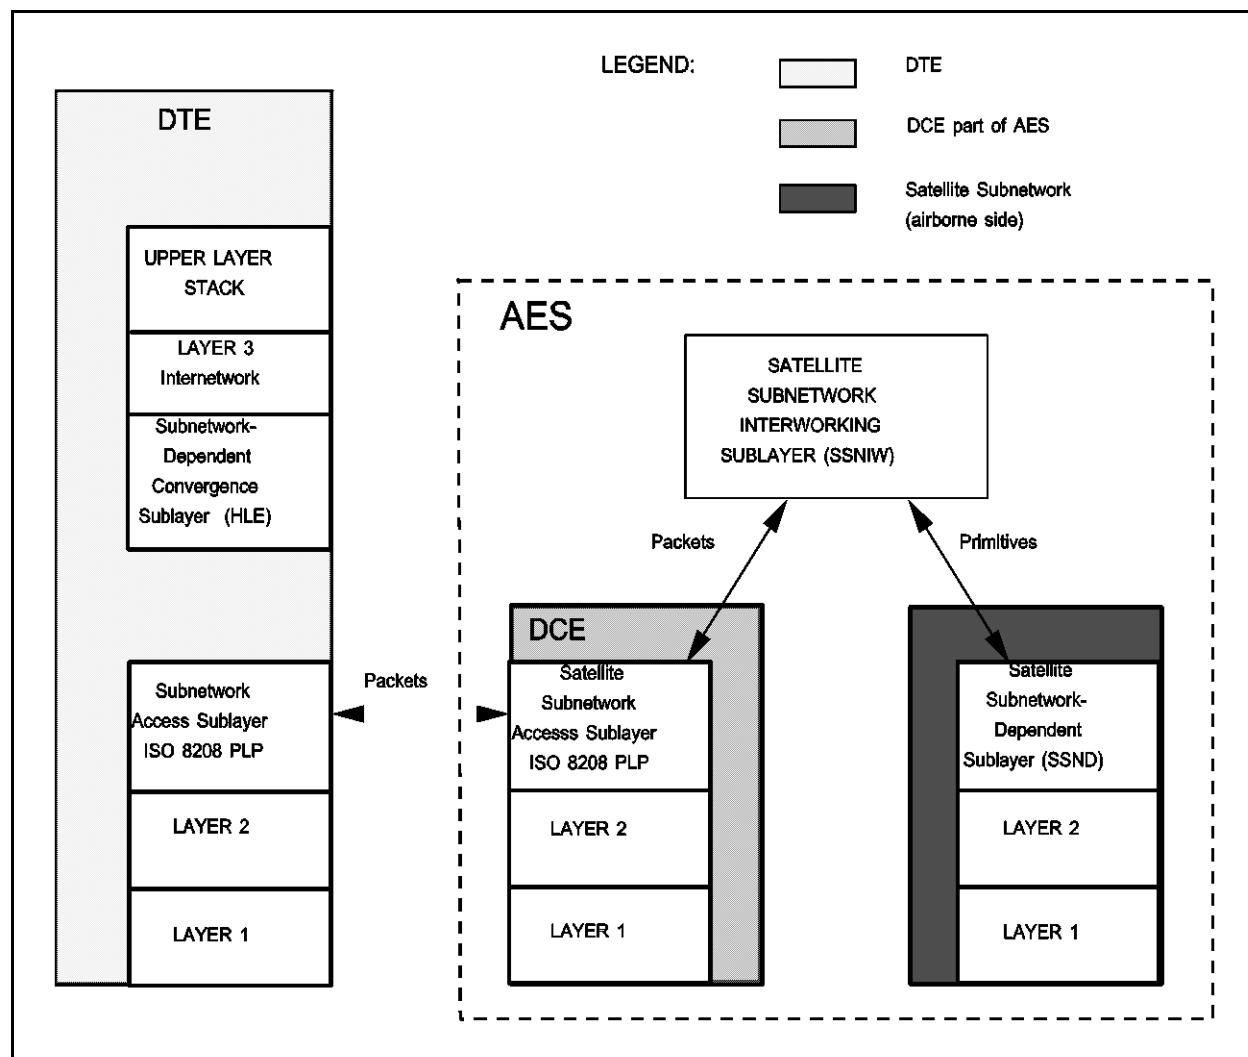 LEGEND:
DTE
DCE part of AES
Satellite Subnetwork
(airborne side)
DTE
UPPER LAYER
STACK
LAYER 3
Internetwork
Subnetwork-
Dependent
Convergence
Sublayer (HLE)
Subnetwork
Access Sublayer
ISO 8208 PLP
LAYER 2
LAYER 1
Packets
AES
SATELLITE
SUBNETWORK
INTERWORKING
SUBLAYER (SSNIW)
Packets
Primitives
DCE
Satellite
Subnetwork
Accesss Sublayer
ISO 8208 PLP
LAYER 2
LAYER 1
Satellite
Subnetwork-
Dependent
Sublayer (SSND)
LAYER 2
LAYER 1